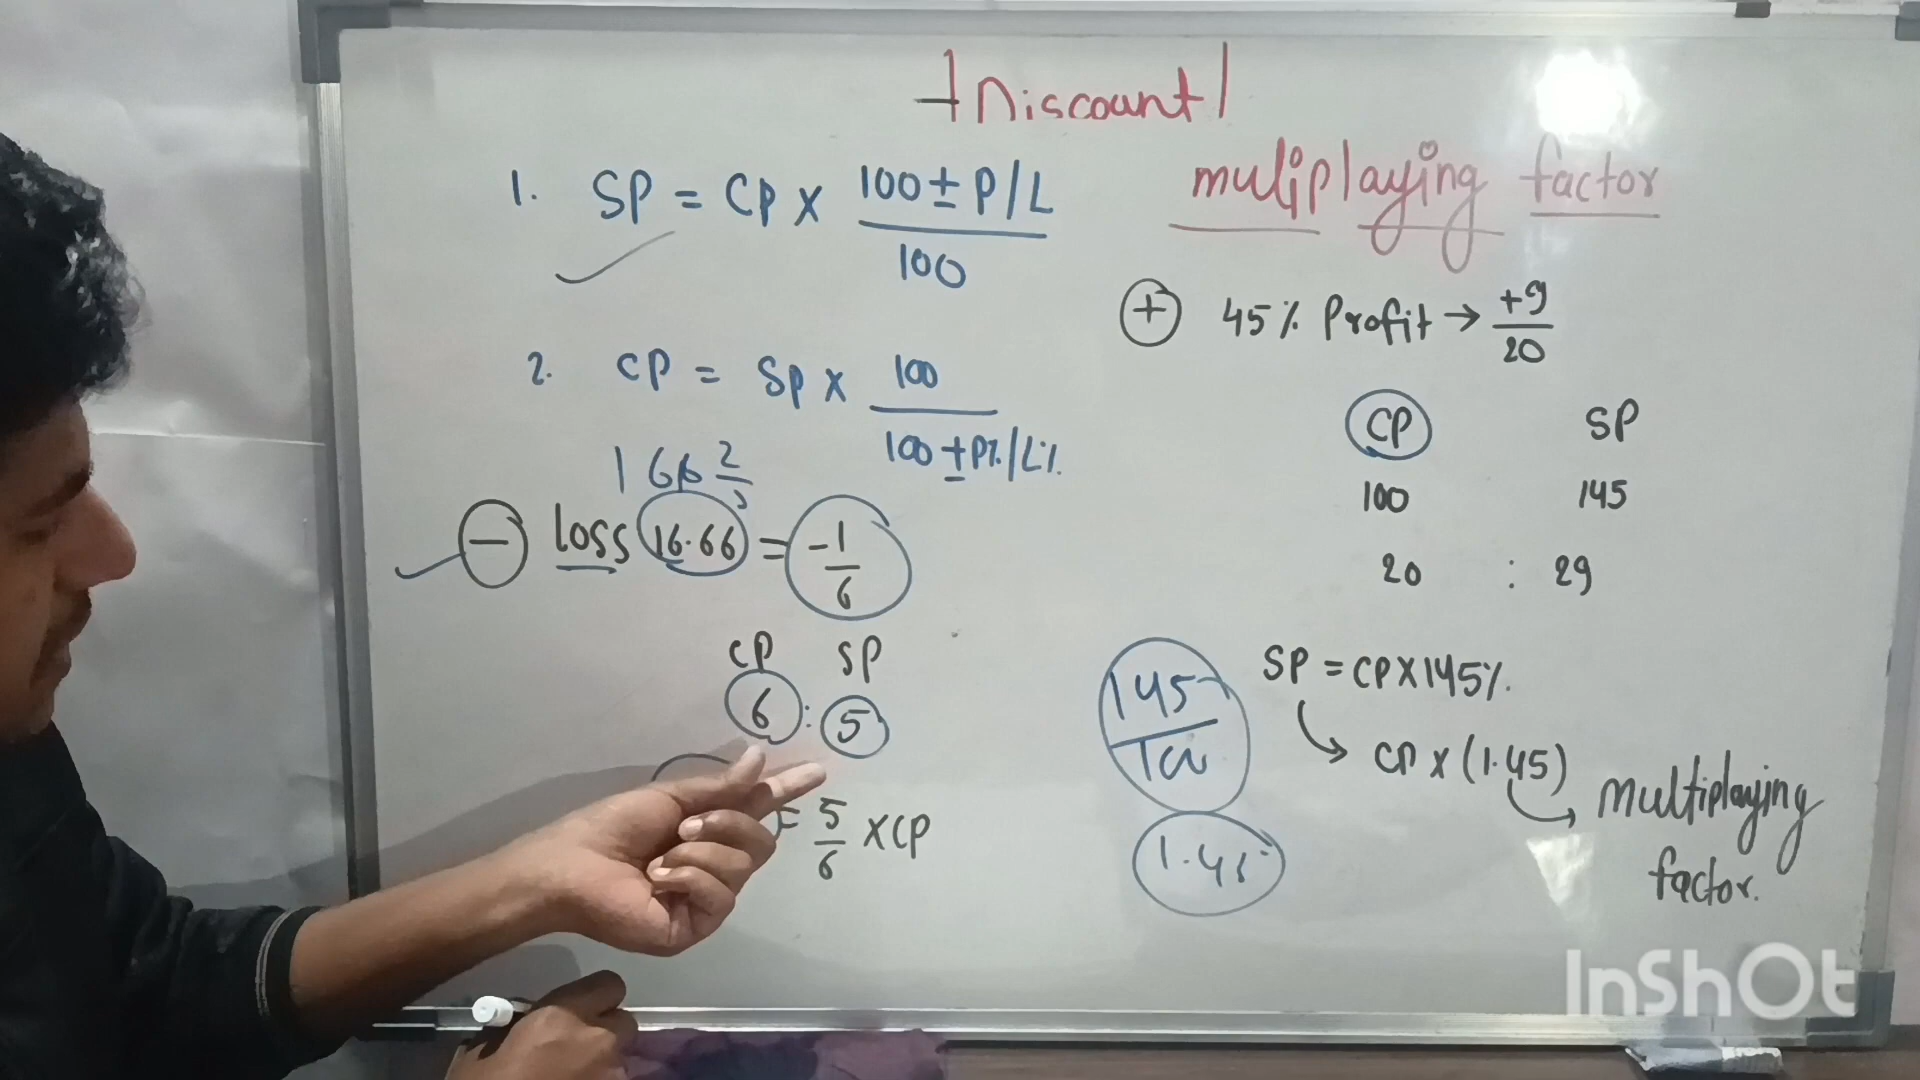 Discount
1. SP = CP X 100 ± P/L / 100
2. CP = SP X 100 / 100 ± P%/L%
16 2/3
− loss 16.66 = -1/6
CP SP
6 : 5
= 5/6 X CP
muliplaying factor
+ 45% Profit → +9/20
CP SP
100 145
20 : 29
SP = CP X 145%
→ CP X (1.45)
multiplaying
factor.
145/100
1.45
InShOt